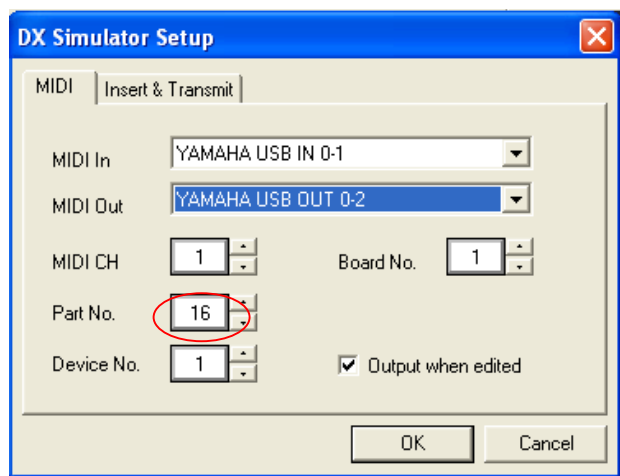 DX Simulator Setup
MIDI Insert & Transmit
MIDI In YAMAHA USB IN 0-1
MIDI Out YAMAHA USB OUT 0-2
MIDI CH 1 Board No. 1
Part No. 16
Device No. 1 Output when edited
OK Cancel